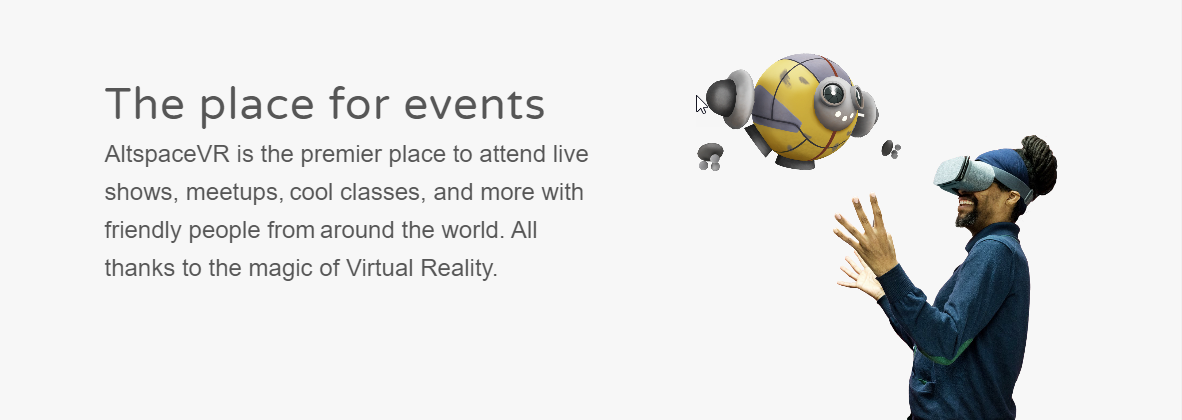 The place for events
AltspaceVR is the premier place to attend live
shows, meetups, cool classes, and more with
friendly people from around the world. All
thanks to the magic of Virtual Reality.